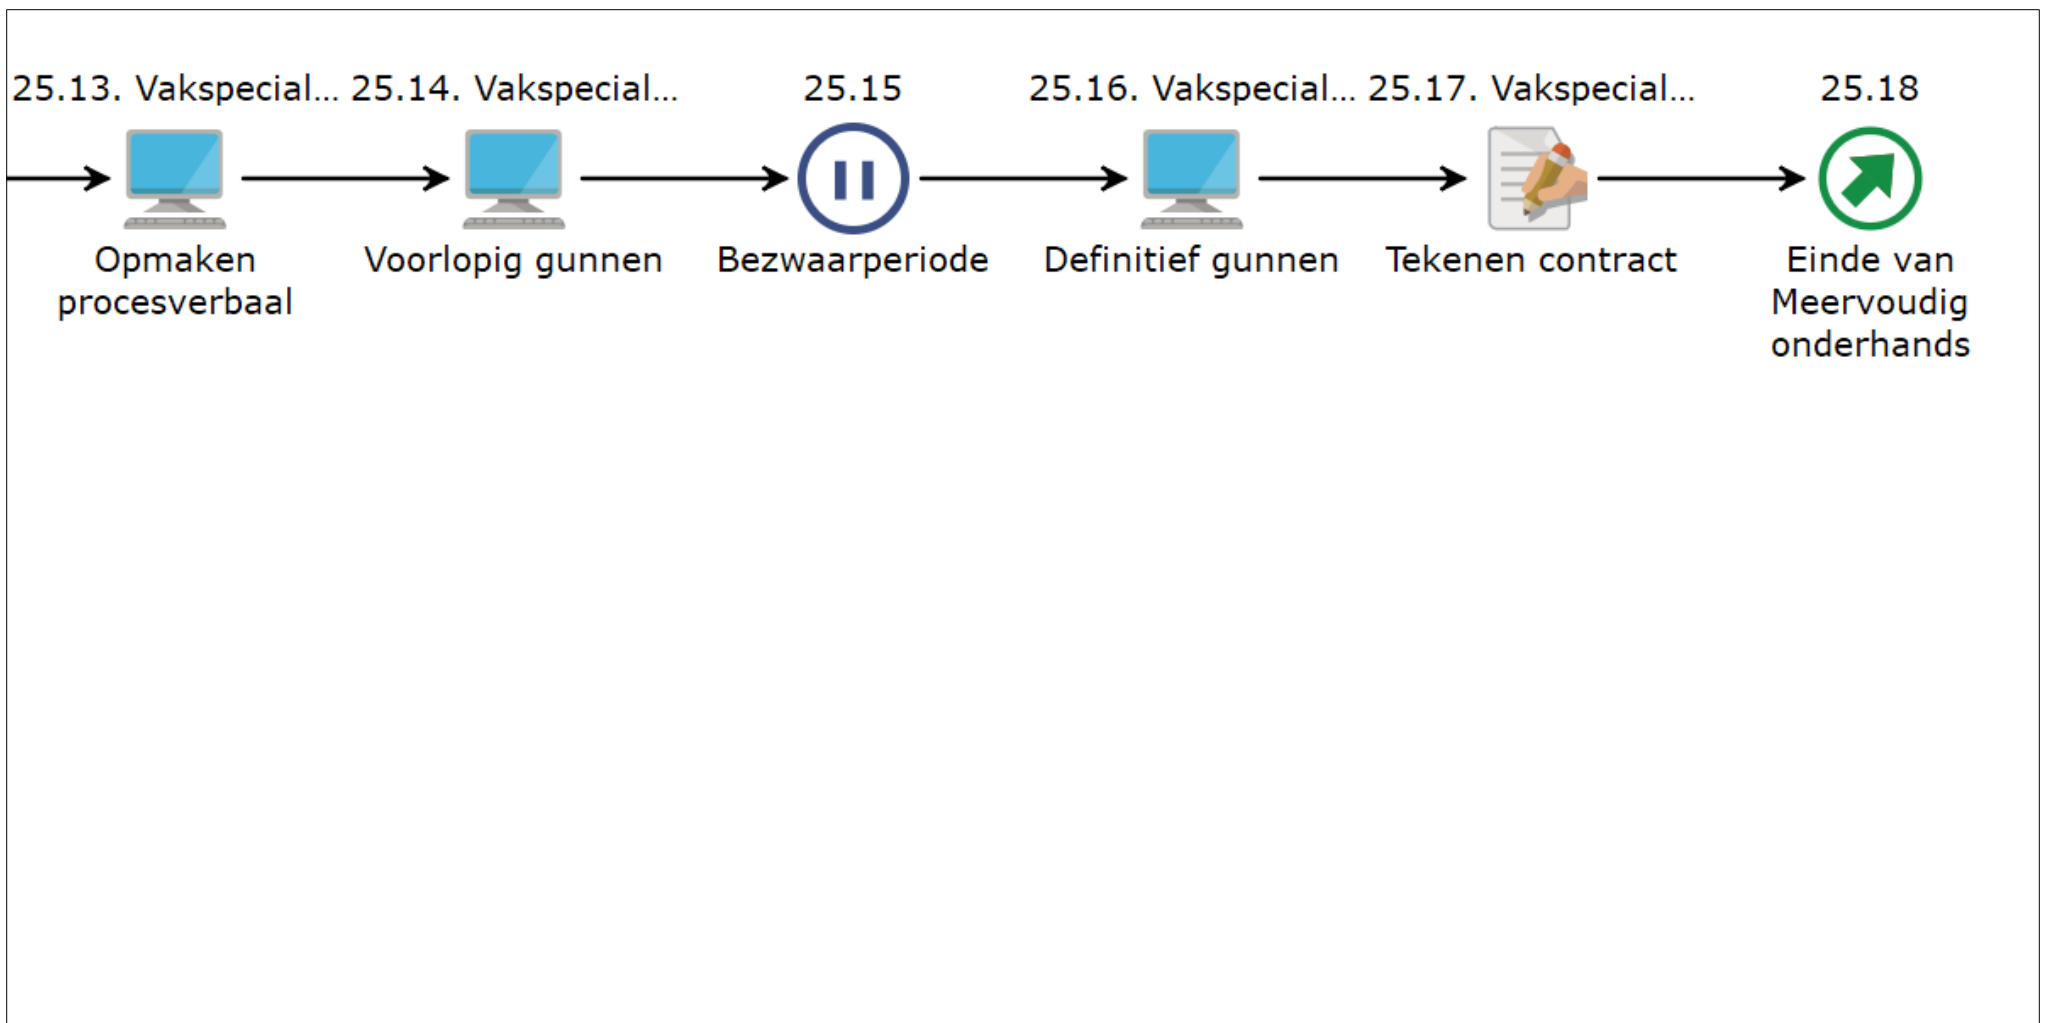 25.13. Vakspecial... 25.14. Vakspecial... 25.15 25.16. Vakspecial... 25.17. Vakspecial... 25.18
Opmaken
procesverbaal
Voorlopig gunnen
Bezwaarperiode
Definitief gunnen
Tekenen contract
Einde van
Meervoudig
onderhands